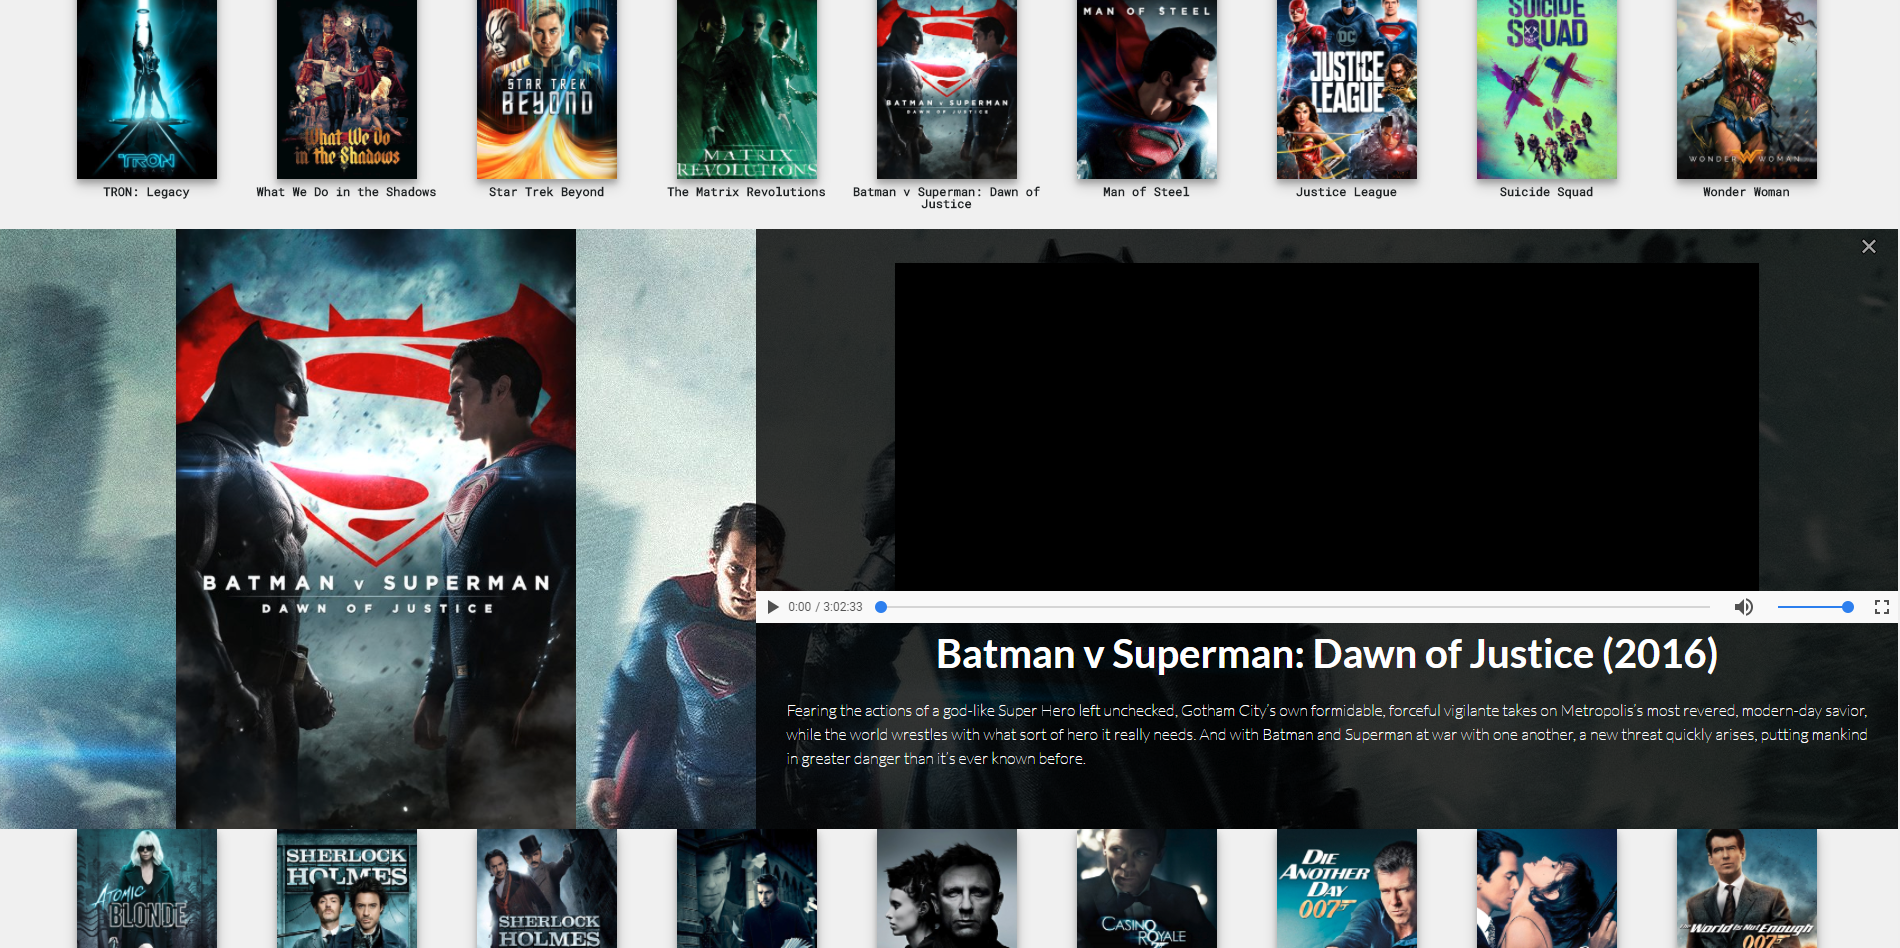 MAN OF STEEL
SUICIDE
SQUAD
DC
STAR TREK
BEYOND
JUSTICE
LEAGUE
BATMAN v SUPERMAN
DAWN OF JUSTICE
What We Do
in the Shadows
TRON
MATRIX
REVOLUTIONS
WONDER WOMAN
TRON: Legacy
What We Do in the Shadows
Star Trek Beyond
The Matrix Revolutions
Batman v Superman: Dawn of
Justice
Man of Steel
Justice League
Suicide Squad
Wonder Woman
BATMAN v SUPERMAN
DAWN OF JUSTICE
0:00 / 3:02:33
Batman v Superman: Dawn of Justice (2016)
Fearing the actions of a god-like Super Hero left unchecked, Gotham City's own formidable, forceful vigilante takes on Metropolis's most revered, modern-day savior,
while the world wrestles with what sort of hero it really needs. And with Batman and Superman at war with one another, a new threat quickly arises, putting mankind
in greater danger than it's ever known before.
ATOMIC
BLONDE
SHERLOCK
HOLMES
SHERLOCK
HOLMES
CASINO
ROYALE
DIE
ANOTHER
DAY
007
The World Is Not Enough
007